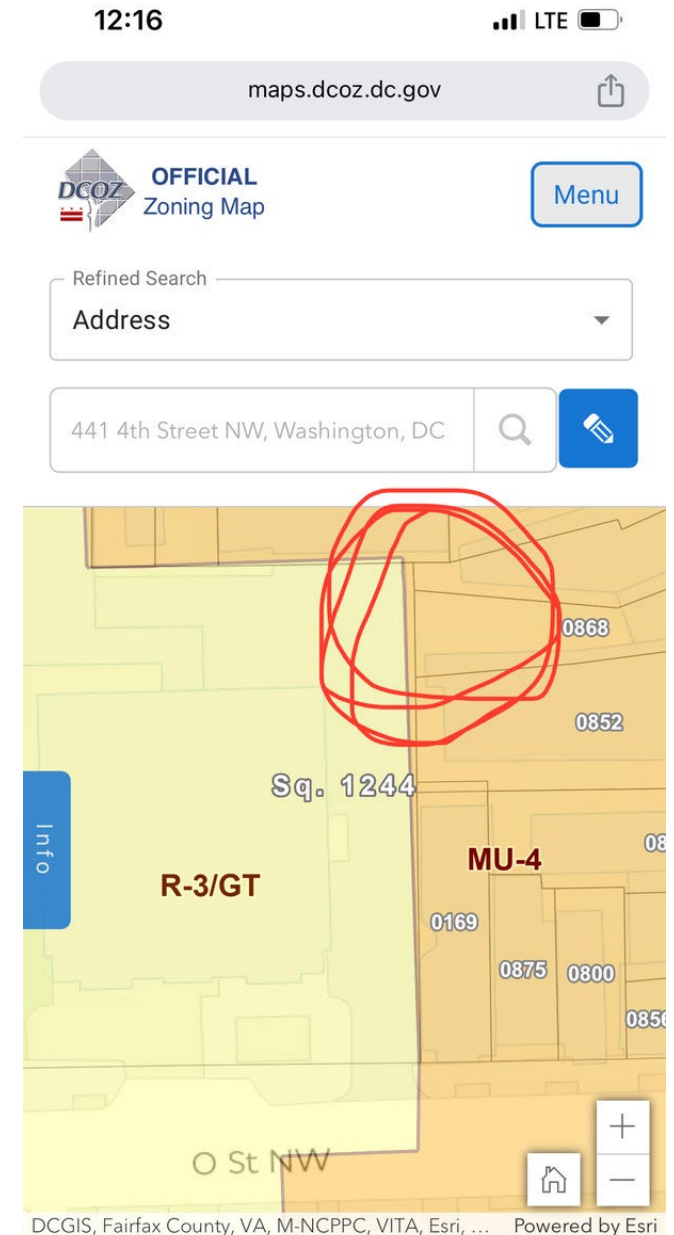 12:16
LTE
maps.dcoz.dc.gov
DCOZ
OFFICIAL
Zoning Map
Menu
Refined Search
Address
441 4th Street NW, Washington, DC
0868
0852
Sq. 1244
Info
08
MU-4
R-3/GT
0169
0875
0800
0856
O St NW
+
−
DCGIS, Fairfax County, VA, M-NCPPC, VITA, Esri, ...
Powered by Esri